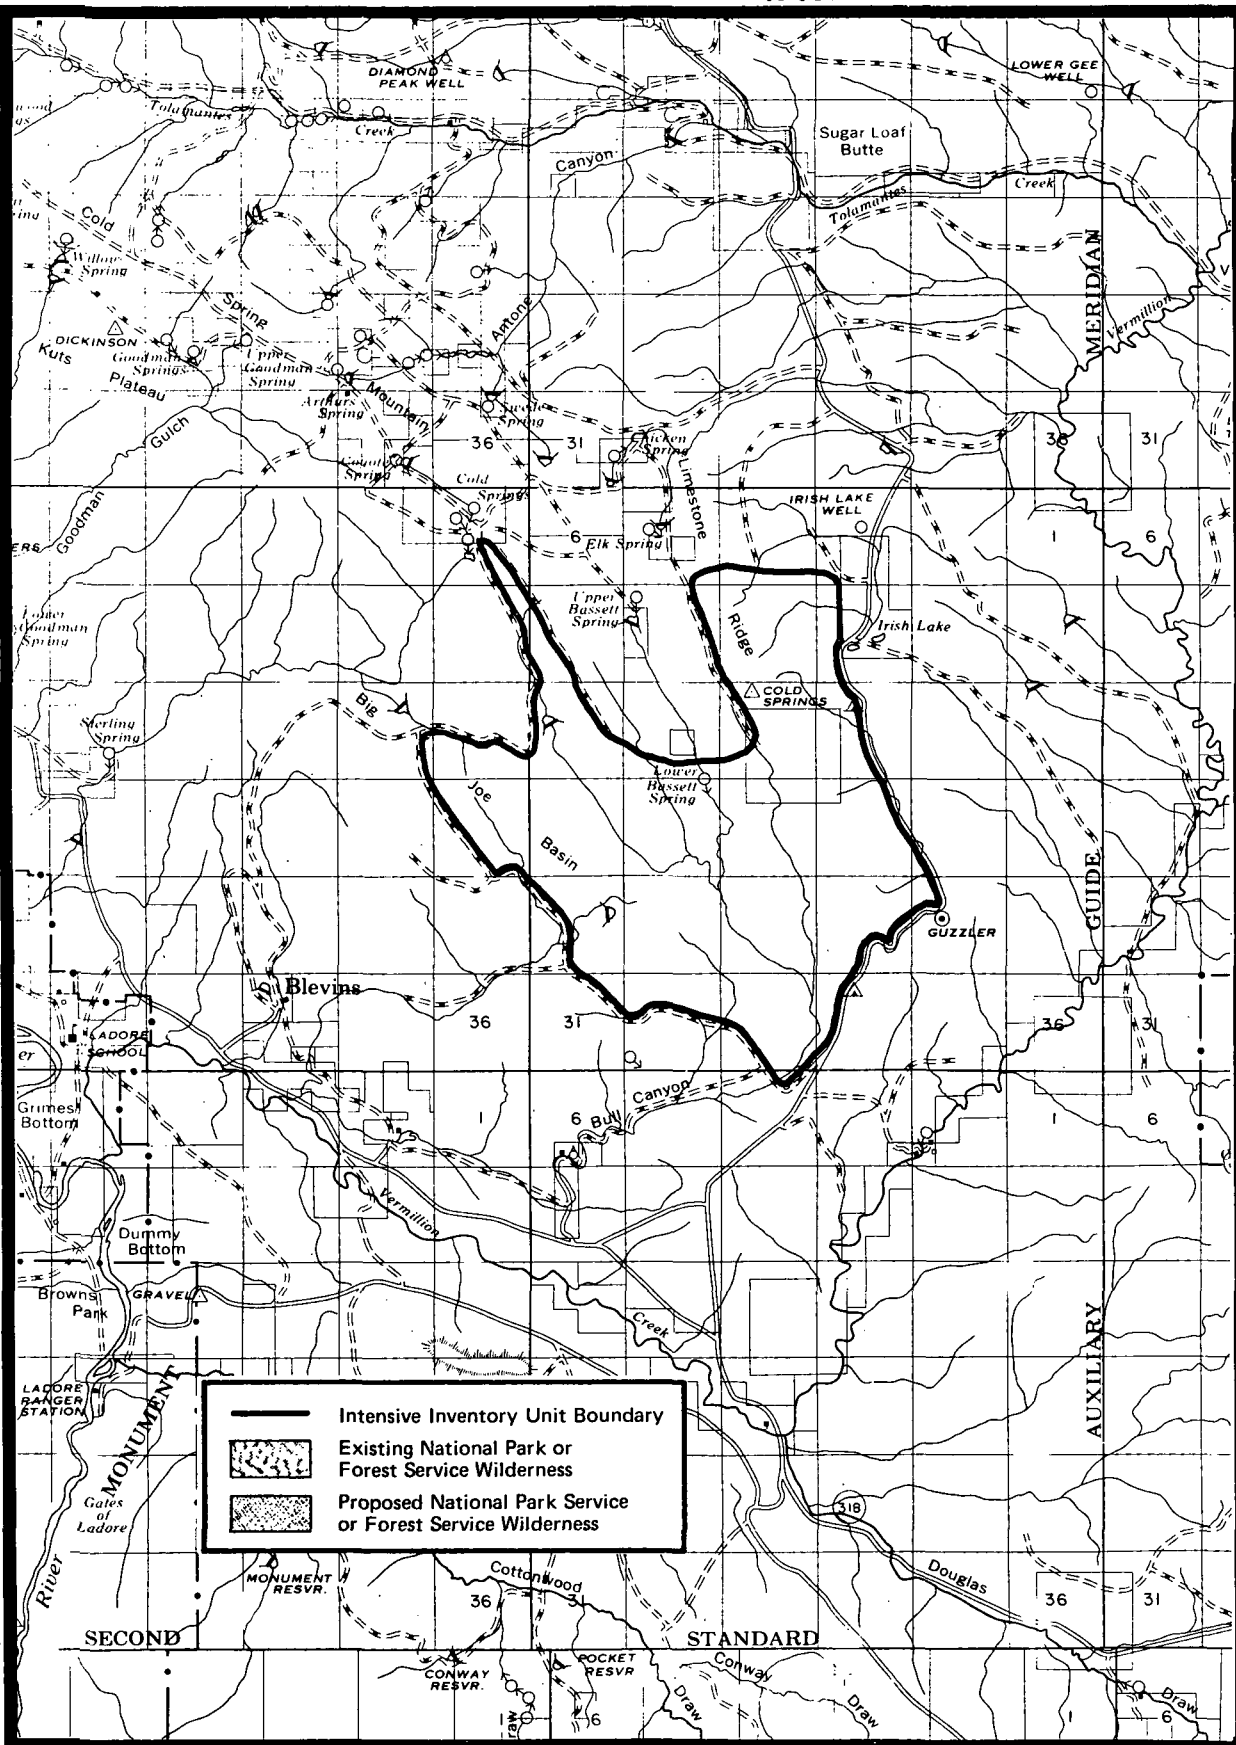 DIAMOND
PEAK WELL
LOWER GEE
WELL
Tolamantes
Creek
Sugar Loaf
Butte
Canyon
Creek
Tolamantes
Cold
Willow
Spring
MERIDIAN
Vermillion
Spring
Antone
DICKINSON
Kuts
Plateau
Goodman
Springs
Upper
Goodman
Spring
Arthurs
Spring
Mountain
Swede
Spring
Gulch
36
31
Spring
36
31
Coyote
Spring
Cold
Springs
Limestone
IRISH LAKE
WELL
Goodman
6
Elk Spring
1
6
Lower
Goodman
Spring
Upper
Bassett
Spring
Ridge
Irish Lake
COLD
SPRINGS
Big
Sterling
Spring
Joe
Lower
Bassett
Spring
Basin
GUIDE
GUZZLER
Blevins
36
31
36
31
LADORE
SCHOOL
er
Canyon
Grimes
Bottom
1
6
Bull
1
6
Vermillion
Dummy
Bottom
Browns
Park
GRAVEL
Creek
AUXILIARY
LADORE
RANGER
STATION
MONUMENT
Intensive Inventory Unit Boundary
Existing National Park or
Forest Service Wilderness
Proposed National Park Service
or Forest Service Wilderness
Gates
of
Ladore
318
River
MONUMENT
RESVR.
Cottonwood
36
31
Douglas
36
31
SECOND
STANDARD
CONWAY
RESVR.
POCKET
RESVR
Conway
Draw
Draw
Draw
6
1
6